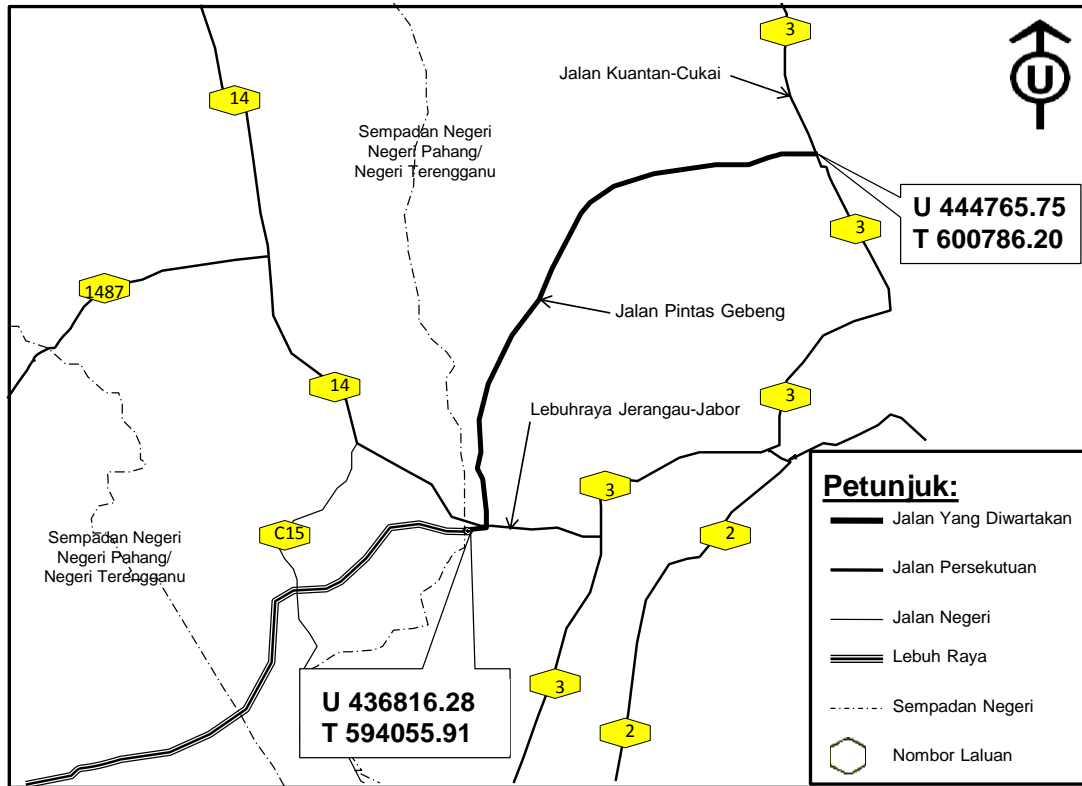 3
U
Jalan Kuantan-Cukai
14
Sempadan Negeri
Negeri Pahang/
Negeri Terengganu
U 444765.75
T 600786.20
3
1487
Jalan Pintas Gebeng
14
3
Lebuhraya Jerangau-Jabor
3
C15
2
Sempadan Negeri
Negeri Pahang/
Negeri Terengganu
U 436816.28
T 594055.91
3
2
Petunjuk:
Jalan Yang Diwartakan
Jalan Persekutuan
Jalan Negeri
Lebuh Raya
Sempadan Negeri
Nombor Laluan